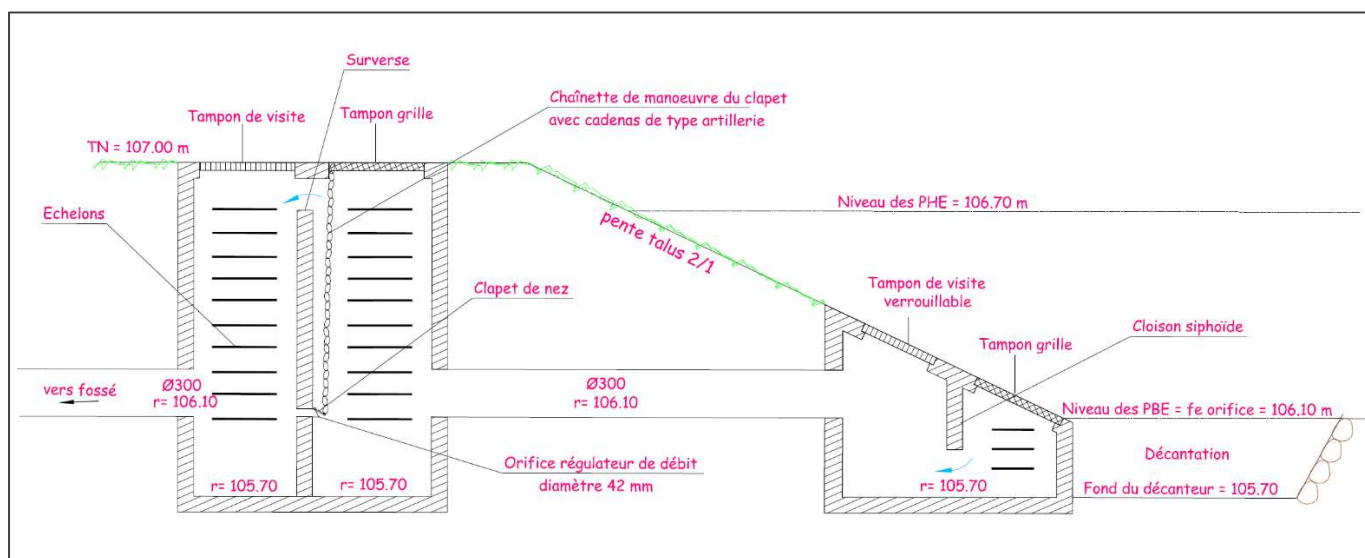 Surverse
Chaînette de manoeuvre du clapet
avec cadenas de type artillerie
Tampon de visite
Tampon grille
TN = 107.00 m
Niveau des PHE = 106.70 m
Echelons
pente talus 2/1
Clapet de nez
Tampon de visite
verrouillable
Cloison siphoïde
Tampon grille
vers fossé
Ø300
r= 106.10
Ø300
r= 106.10
Niveau des PBE = fe orifice = 106.10 m
Orifice régulateur de débit
diamètre 42 mm
Décantation
r= 105.70
r= 105.70
r= 105.70
Fond du décanteur = 105.70